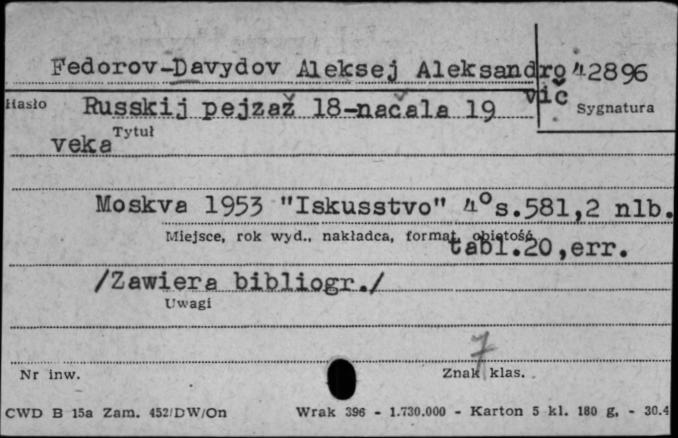 Fedorov-Davydov Aleksej Aleksandro 42896
vič
Hasło Russkij pejzaž 18-načala 19 Sygnatura
Tytuł
veka
Moskva 1953 "Iskusstvo" 4° s.581,2 nlb.
Miejsce, rok wyd., nakładca, format, objętość
tabl.20,err.
/Zawiera bibliogr./
Uwagi
7
Nr inw. Znak klas.
CWD B 15a Zam. 452/DW/On Wrak 396 - 1.730.000 - Karton 5 kl. 180 g. - 30.4